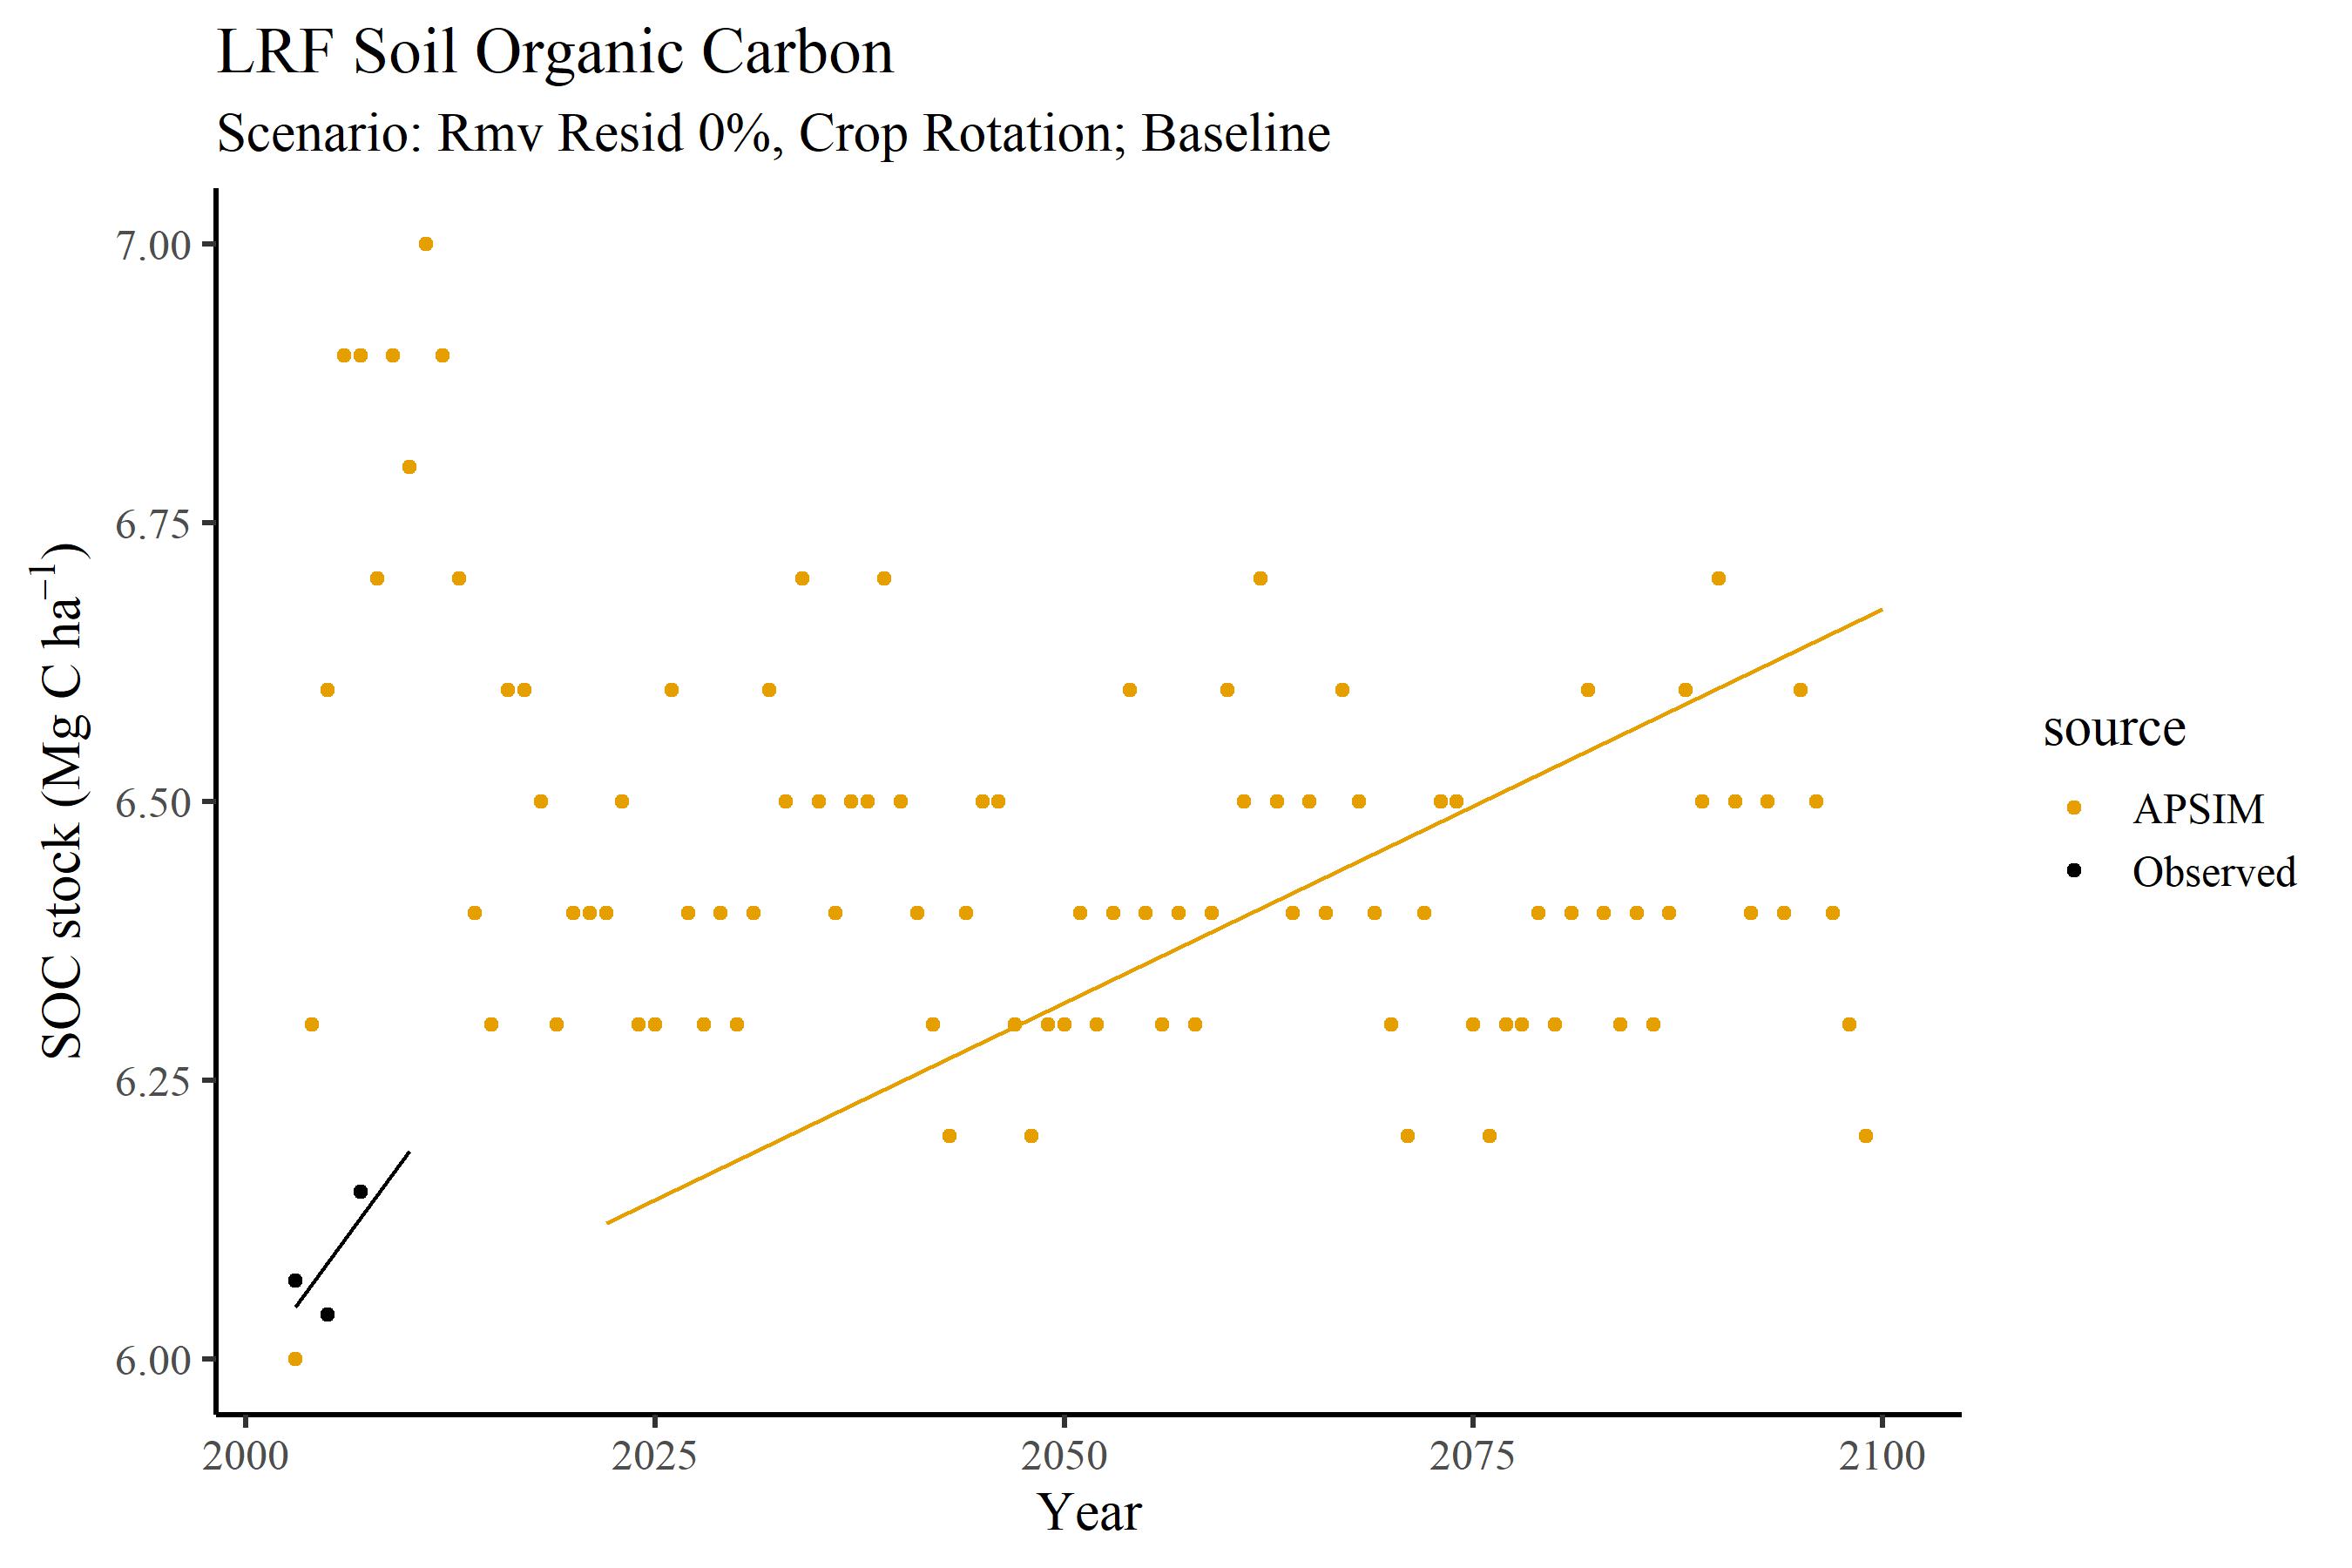 LRF Soil Organic Carbon
Scenario: Rmv Resid 0%, Crop Rotation; Baseline
SOC stock (Mg C ha⁻¹)
7.00
6.75
6.50
6.25
6.00
2000 2025 2050 2075 2100
Year
source
APSIM
Observed